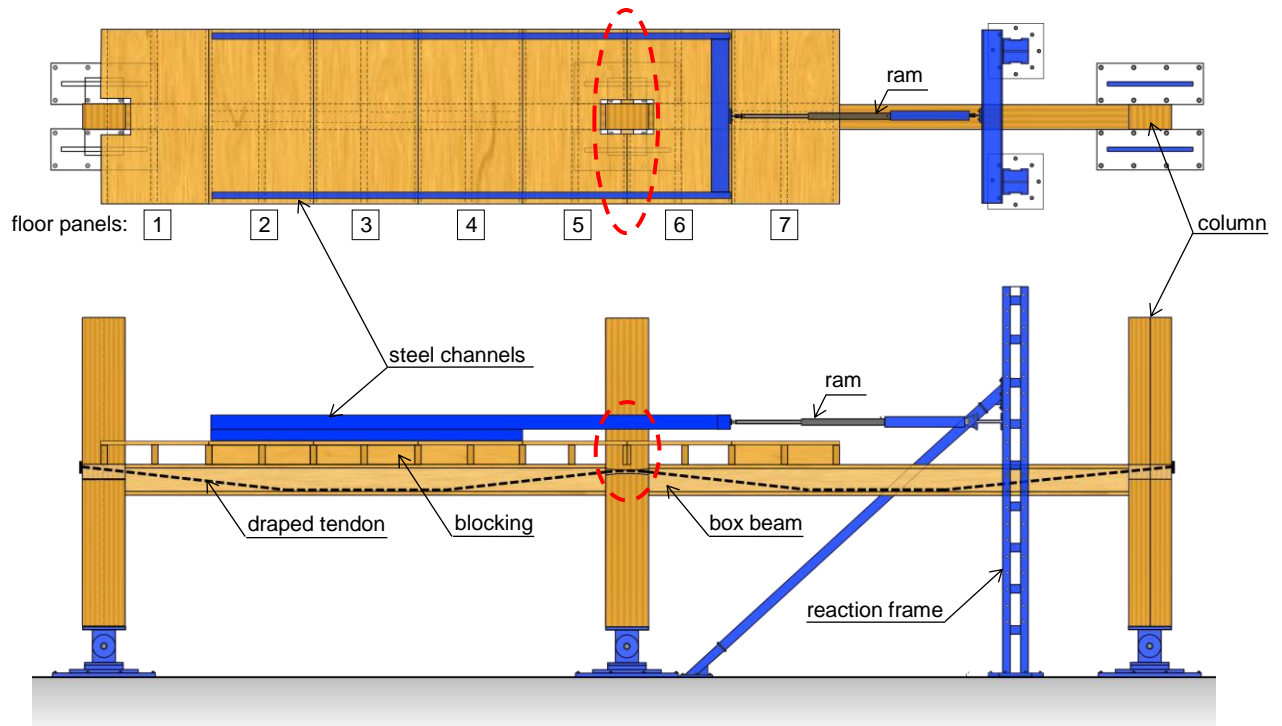 ram
floor panels: 1 2 3 4 5 6 7
column
steel channels
ram
draped tendon
blocking
box beam
reaction frame